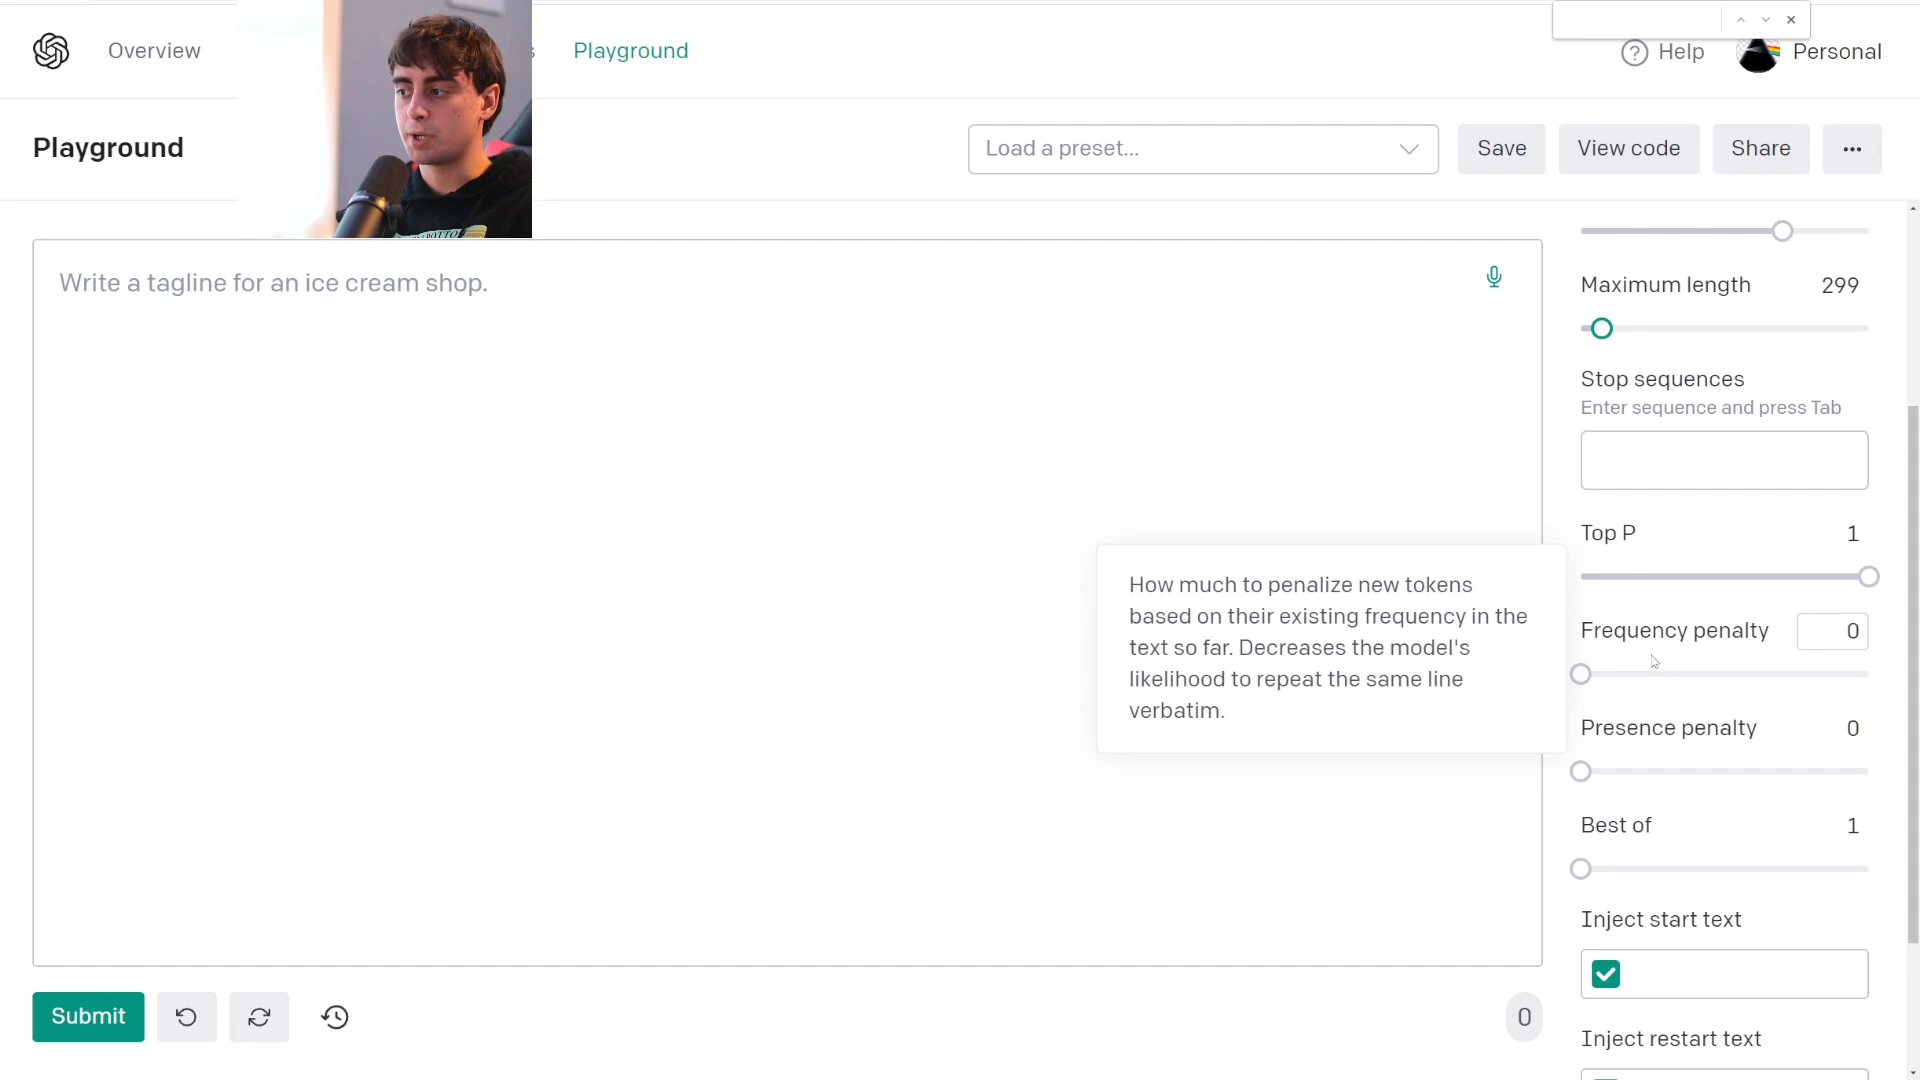 Overview
s
Playground
Help
Personal
Playground
Load a preset...
Save
View code
Share
Write a tagline for an ice cream shop.
Maximum length 299
Stop sequences
Enter sequence and press Tab
Top P 1
How much to penalize new tokens
based on their existing frequency in the
text so far. Decreases the model's
likelihood to repeat the same line
verbatim.
Frequency penalty 0
Presence penalty 0
Best of 1
Inject start text
Submit
0
Inject restart text